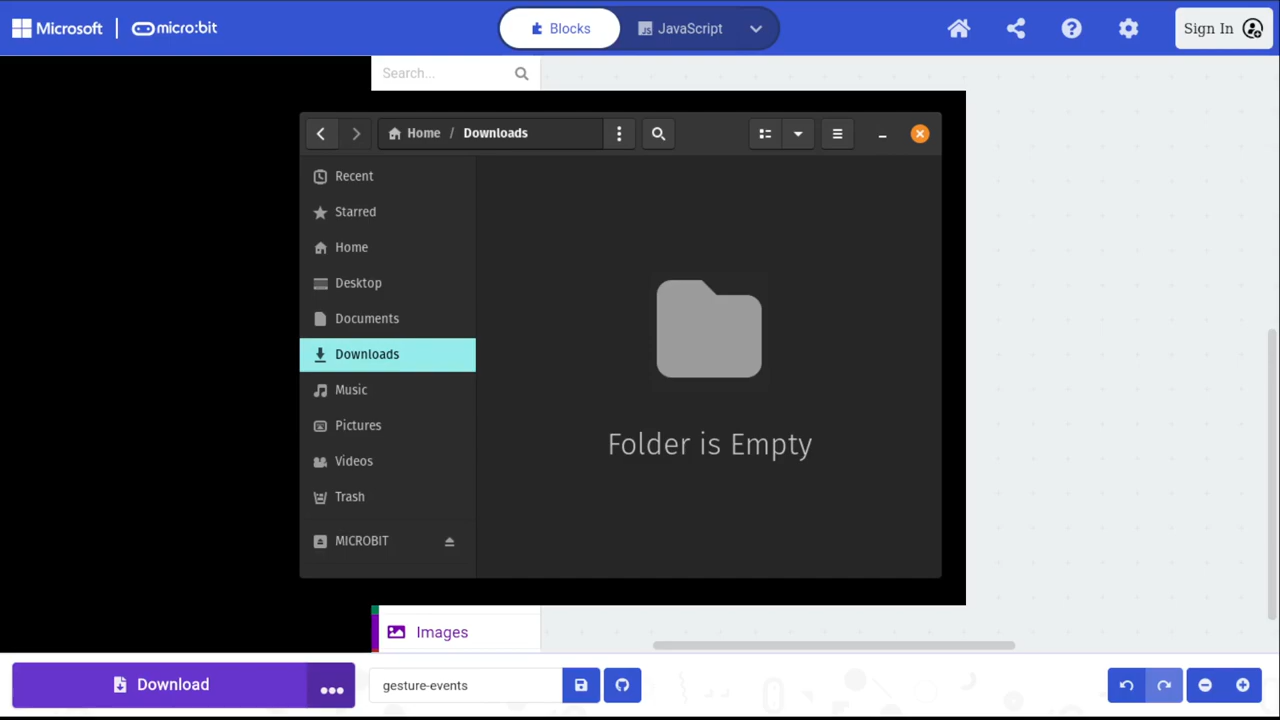 Microsoft
micro:bit
Blocks
JavaScript
Sign In
Search...
Home / Downloads
Recent
Starred
Home
Desktop
Documents
Downloads
Music
Pictures
Videos
Trash
MICROBIT
Folder is Empty
Images
Download
gesture-events